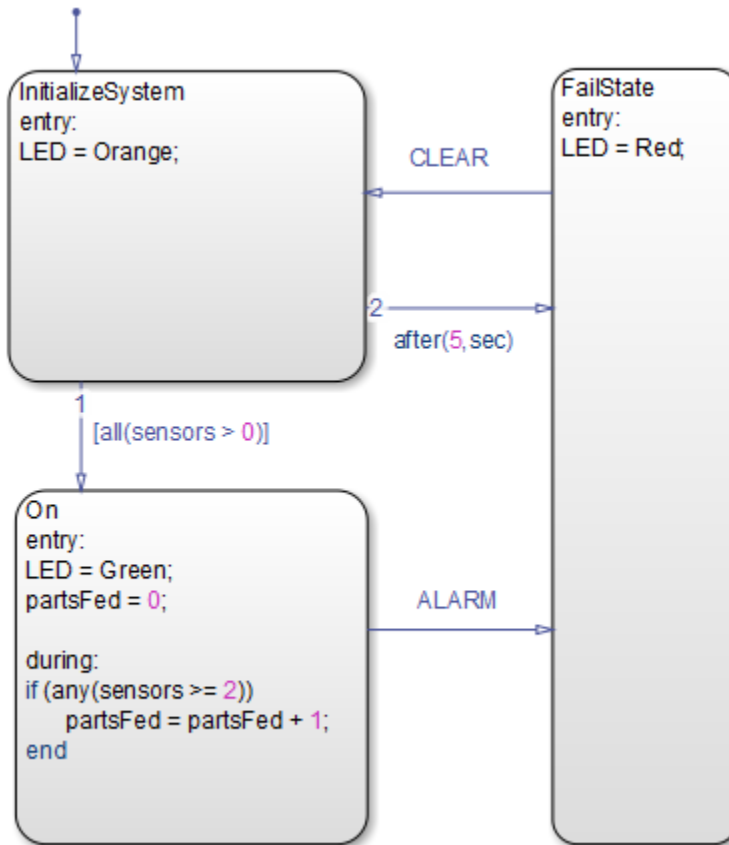 InitializeSystem
entry:
LED = Orange;
FailState
entry:
LED = Red;
CLEAR
2
after(5,sec)
1
[all(sensors > 0)]
On
entry:
LED = Green;
partsFed = 0;
during:
if (any(sensors >= 2))
partsFed = partsFed + 1;
end
ALARM